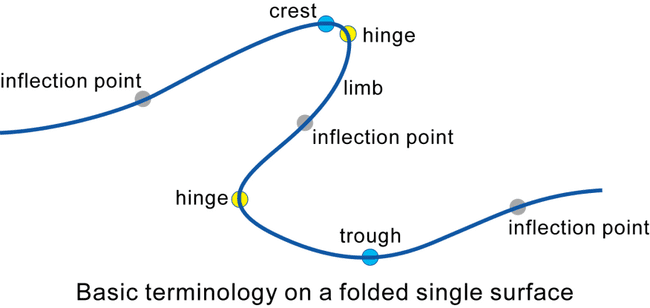 crest
hinge
inflection point
limb
inflection point
hinge
trough
inflection point
Basic terminology on a folded single surface